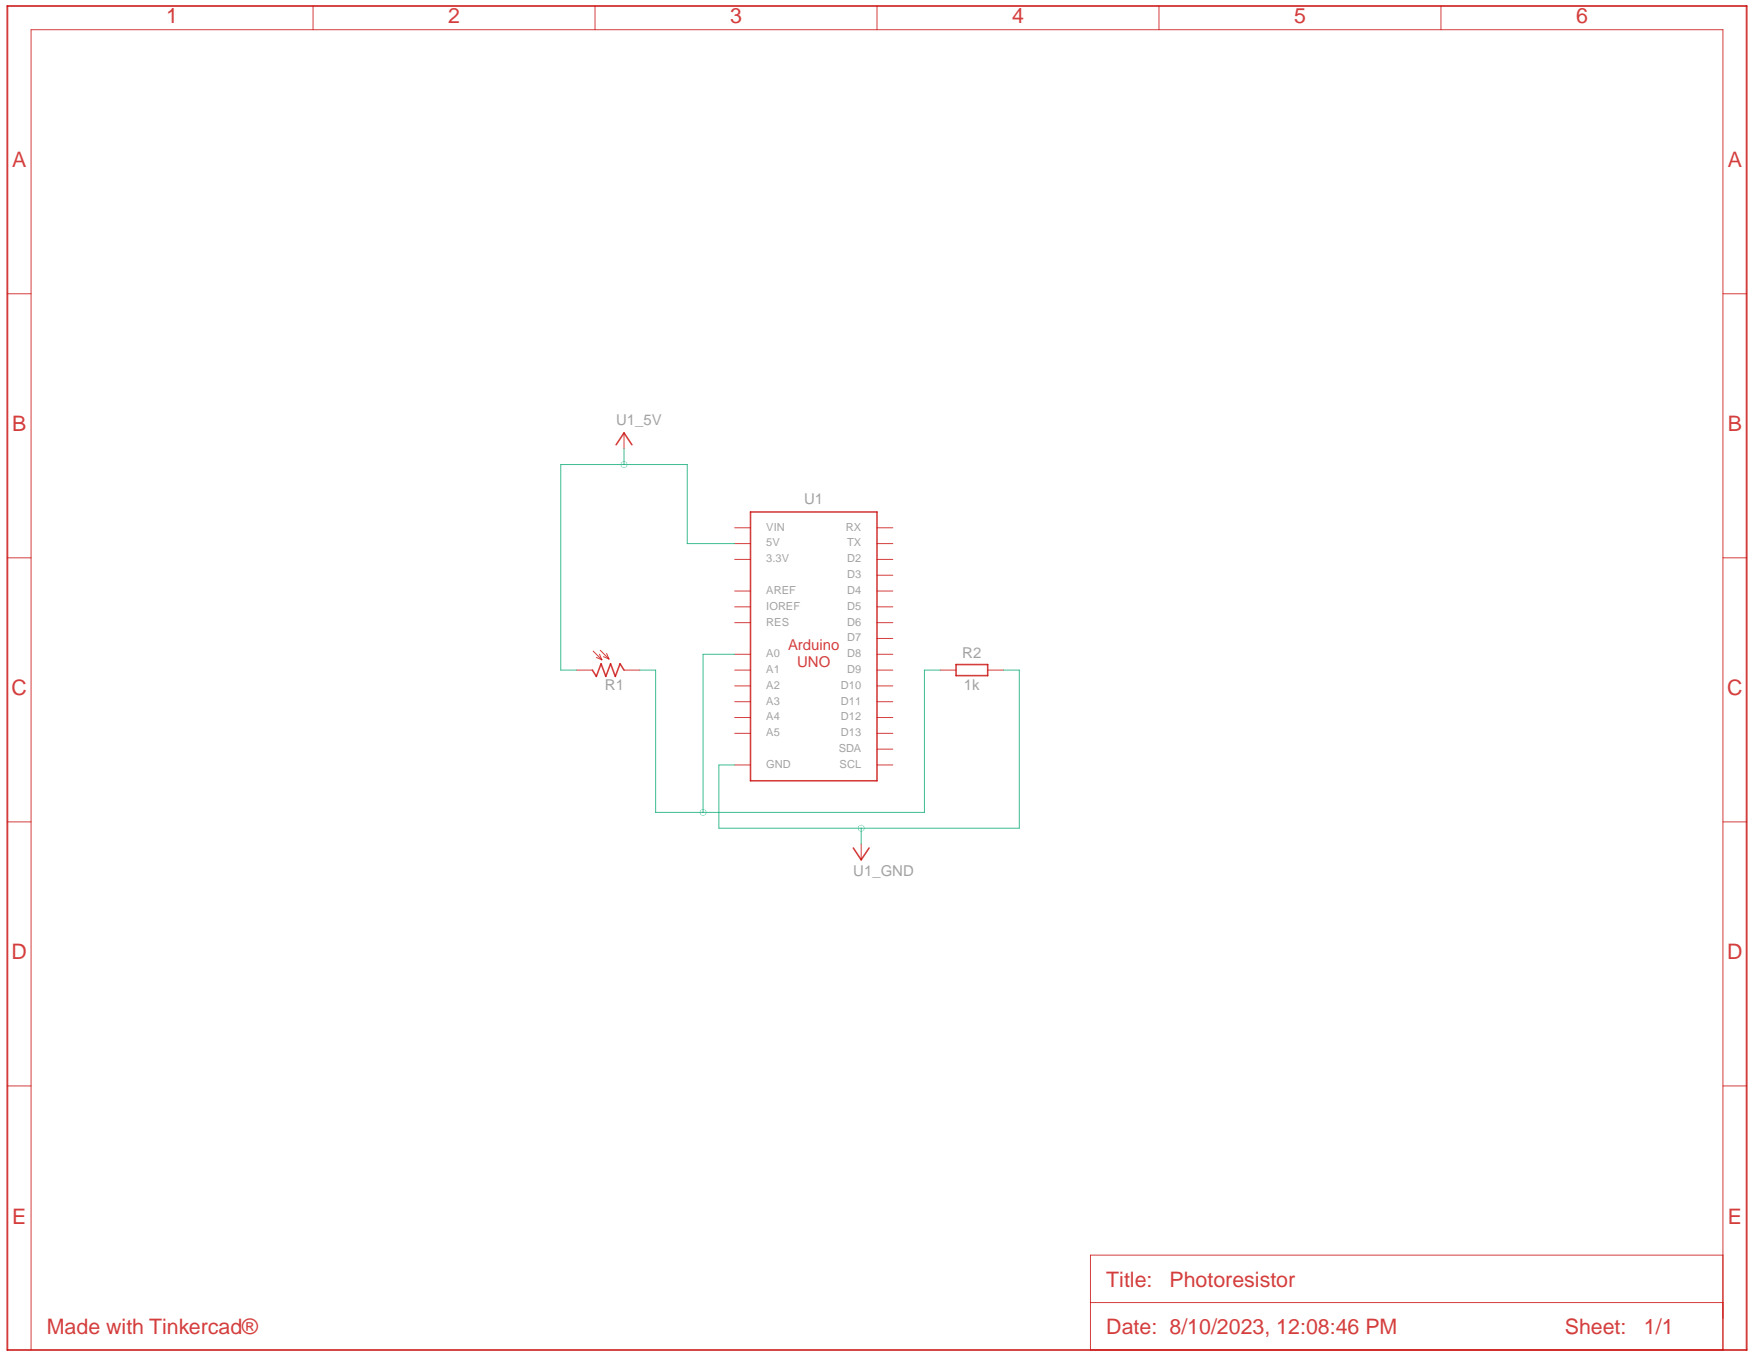 1 2 3 4 5 6
A A
B B
U1_5V
U1
VIN RX
5V TX
3.3V D2
D3
AREF D4
IOREF D5
RES D6
D7
Arduino
UNO
A0 D8
A1 D9
A2 D10
A3 D11
A4 D12
A5 D13
SDA
GND SCL
R1
R2
1k
C C
U1_GND
D D
E E
Title: Photoresistor
Made with Tinkercad®
Date: 8/10/2023, 12:08:46 PM Sheet: 1/1